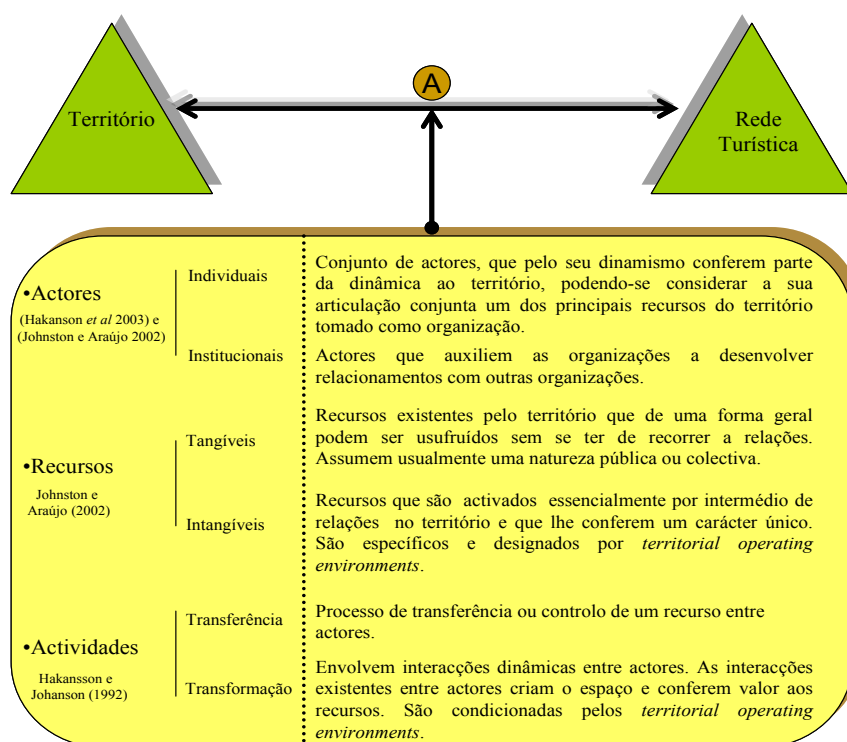 A
Território
Rede
Turística
•Actores
(Hakanson et al 2003) e
(Johnston e Araújo 2002)
Individuais
Conjunto de actores, que pelo seu dinamismo conferem parte
da dinâmica ao território, podendo-se considerar a sua
articulação conjunta um dos principais recursos do território
tomado como organização.
Institucionais
Actores que auxiliem as organizações a desenvolver
relacionamentos com outras organizações.
•Recursos
Johnston e
Araújo (2002)
Tangíveis
Recursos existentes pelo território que de uma forma geral
podem ser usufruídos sem se ter de recorrer a relações.
Assumem usualmente uma natureza pública ou colectiva.
Intangíveis
Recursos que são activados essencialmente por intermédio de
relações no território e que lhe conferem um carácter único.
São específicos e designados por territorial operating
environments.
•Actividades
Hakansson e
Johanson (1992)
Transferência
Processo de transferência ou controlo de um recurso entre
actores.
Transformação
Envolvem interacções dinâmicas entre actores. As interacções
existentes entre actores criam o espaço e conferem valor aos
recursos. São condicionadas pelos territorial operating
environments.